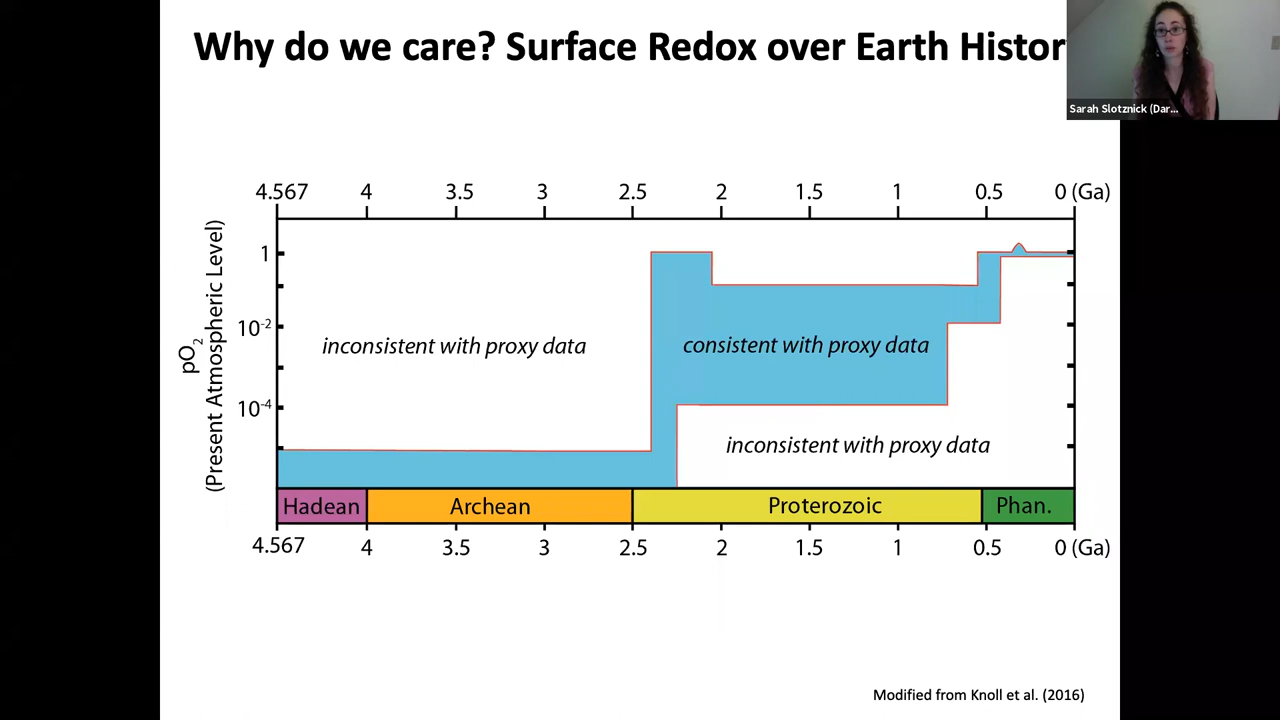 Why do we care? Surface Redox over Earth Histor
Sarah Slotznick (Dar...
4.567 4 3.5 3 2.5 2 1.5 1 0.5 0 (Ga)
pO2
(Present Atmospheric Level)
1
10-2
10-4
inconsistent with proxy data
consistent with proxy data
inconsistent with proxy data
Hadean Archean Proterozoic Phan.
4.567 4 3.5 3 2.5 2 1.5 1 0.5 0 (Ga)
Modified from Knoll et al. (2016)